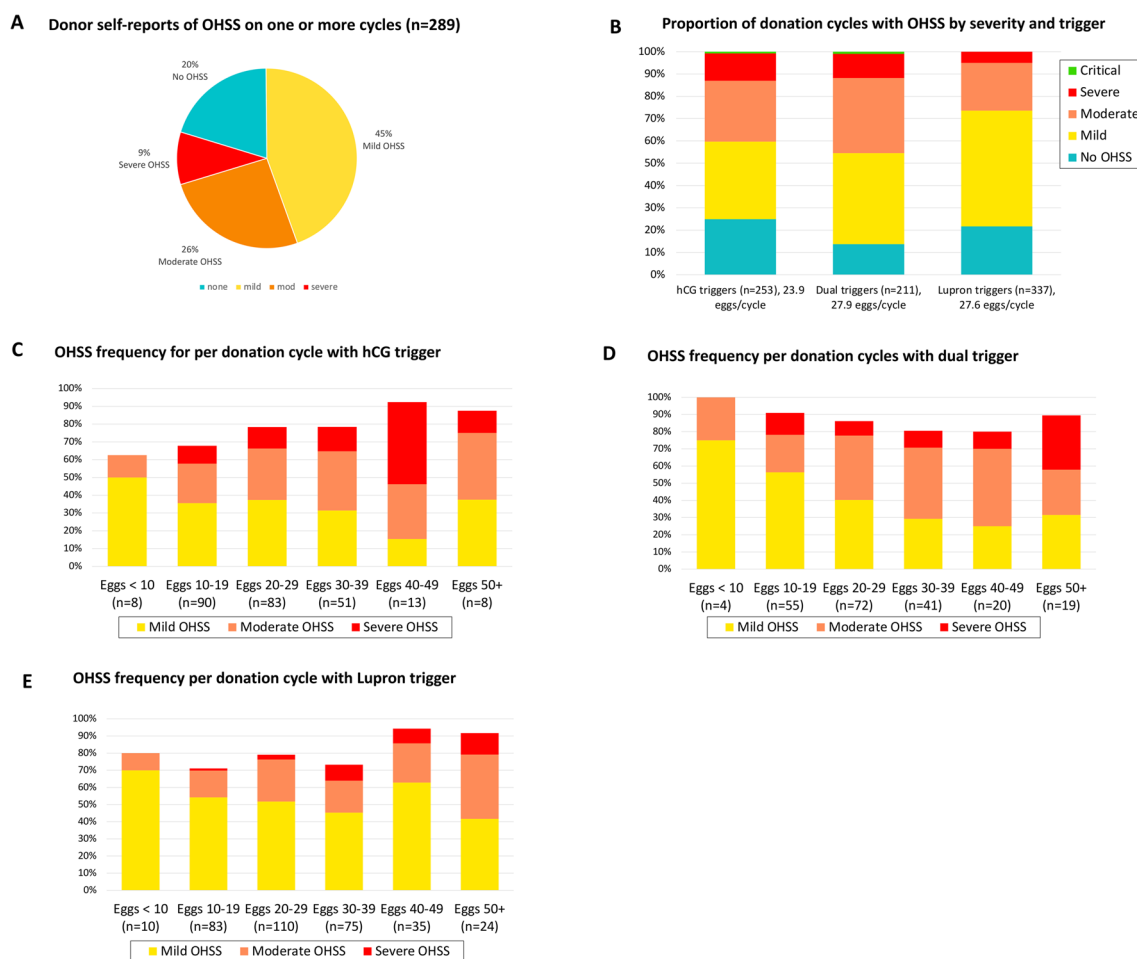 A
Donor self-reports of OHSS on one or more cycles (n=289)
20%
No OHSS
45%
Mild OHSS
9%
Severe OHSS
26%
Moderate OHSS
none mild mod severe
B
Proportion of donation cycles with OHSS by severity and trigger
100%
90%
80%
70%
60%
50%
40%
30%
20%
10%
0%
hCG triggers (n=253), 23.9
eggs/cycle
Dual triggers (n=211),
27.9 eggs/cycle
Lupron triggers (n=337),
27.6 eggs/cycle
Critical
Severe
Moderate
Mild
No OHSS
C
OHSS frequency for per donation cycle with hCG trigger
100%
90%
80%
70%
60%
50%
40%
30%
20%
10%
0%
Eggs < 10 Eggs 10-19 Eggs 20-29 Eggs 30-39 Eggs 40-49 Eggs 50+
(n=8) (n=90) (n=83) (n=51) (n=13) (n=8)
Mild OHSS Moderate OHSS Severe OHSS
D
OHSS frequency per donation cycles with dual trigger
100%
90%
80%
70%
60%
50%
40%
30%
20%
10%
0%
Eggs < 10 Eggs 10-19 Eggs 20-29 Eggs 30-39 Eggs 40-49 Eggs 50+
(n=4) (n=55) (n=72) (n=41) (n=20) (n=19)
Mild OHSS Moderate OHSS Severe OHSS
E
OHSS frequency per donation cycle with Lupron trigger
100%
90%
80%
70%
60%
50%
40%
30%
20%
10%
0%
Eggs < 10 Eggs 10-19 Eggs 20-29 Eggs 30-39 Eggs 40-49 Eggs 50+
(n=10) (n=83) (n=110) (n=75) (n=35) (n=24)
Mild OHSS Moderate OHSS Severe OHSS